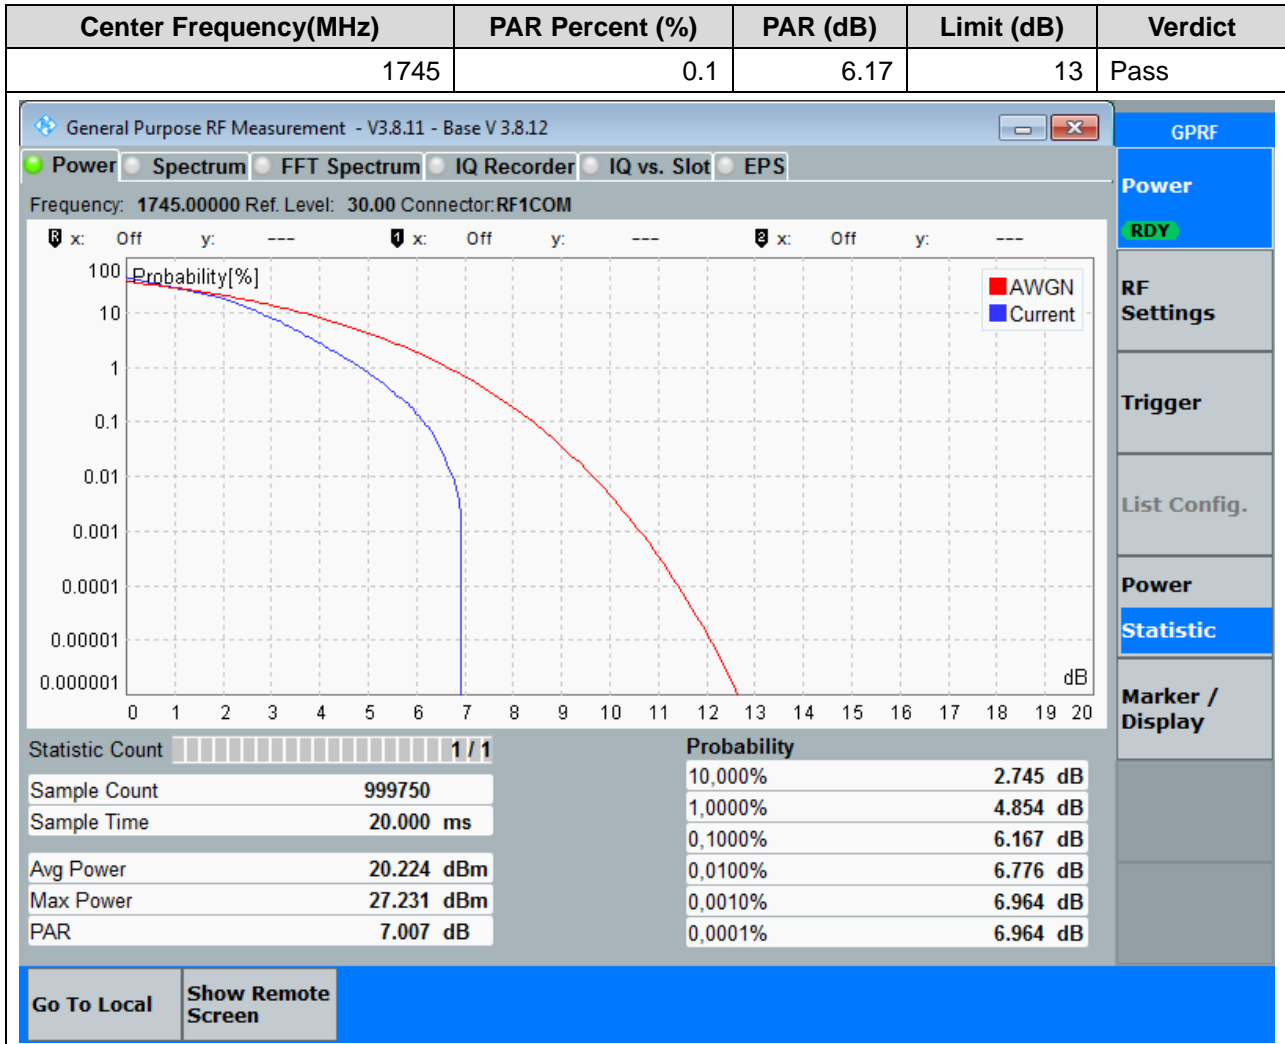 Center Frequency(MHz) PAR Percent (%) PAR (dB) Limit (dB) Verdict
1745 0.1 6.17 13 Pass
General Purpose RF Measurement - V3.8.11 - Base V 3.8.12
GPRF
Power Spectrum FFT Spectrum IQ Recorder IQ vs. Slot EPS
Frequency: 1745.00000 Ref. Level: 30.00 Connector:RF1COM
R x: Off y: --- 1 x: Off y: --- 2 x: Off y: ---
Probability[%]
AWGN
Current
100
10
1
0.1
0.01
0.001
0.0001
0.00001
0.000001
dB
0 1 2 3 4 5 6 7 8 9 10 11 12 13 14 15 16 17 18 19 20
Statistic Count 1 / 1
Sample Count 999750
Sample Time 20.000 ms
Avg Power 20.224 dBm
Max Power 27.231 dBm
PAR 7.007 dB
Probability
10,000% 2.745 dB
1,0000% 4.854 dB
0,1000% 6.167 dB
0,0100% 6.776 dB
0,0010% 6.964 dB
0,0001% 6.964 dB
Power
RDY
RF
Settings
Trigger
List Config.
Power
Statistic
Marker /
Display
Go To Local
Show Remote
Screen